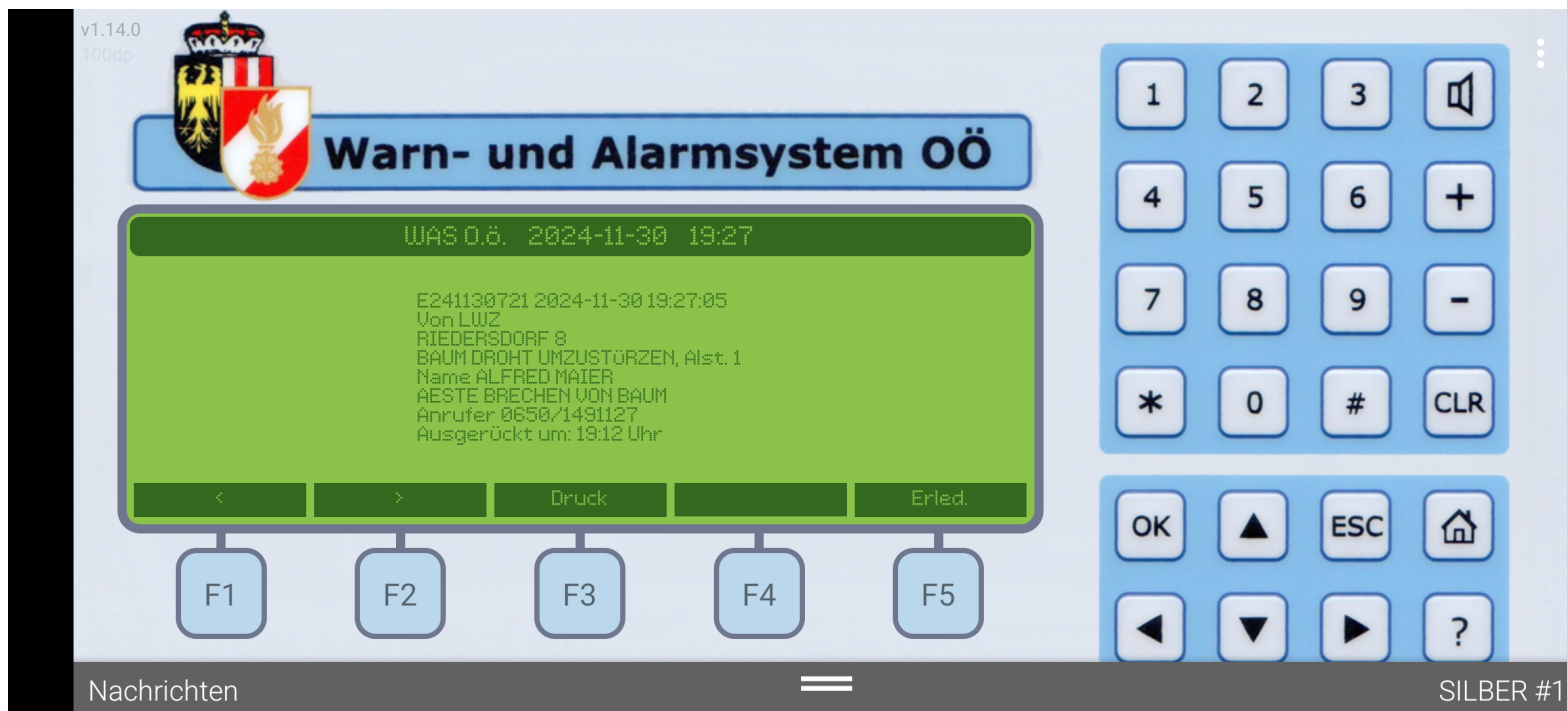 v1.14.0
100dp
Warn- und Alarmsystem OÖ
WAS O.ö. 2024-11-30 19:27
E241130721 2024-11-30 19:27:05
Von LWZ
RIEDERSDORF 8
BAUM DROHT UMZUSTÜRZEN, Alst. 1
Name ALFRED MAIER
AESTE BRECHEN VON BAUM
Anrufer 0650/1491127
Ausgerückt um: 19:12 Uhr
< > Druck Erled.
F1 F2 F3 F4 F5
1 2 3
4 5 6 +
7 8 9 -
* 0 # CLR
OK ▲ ESC
◀ ▼ ▶ ?
Nachrichten
SILBER #1